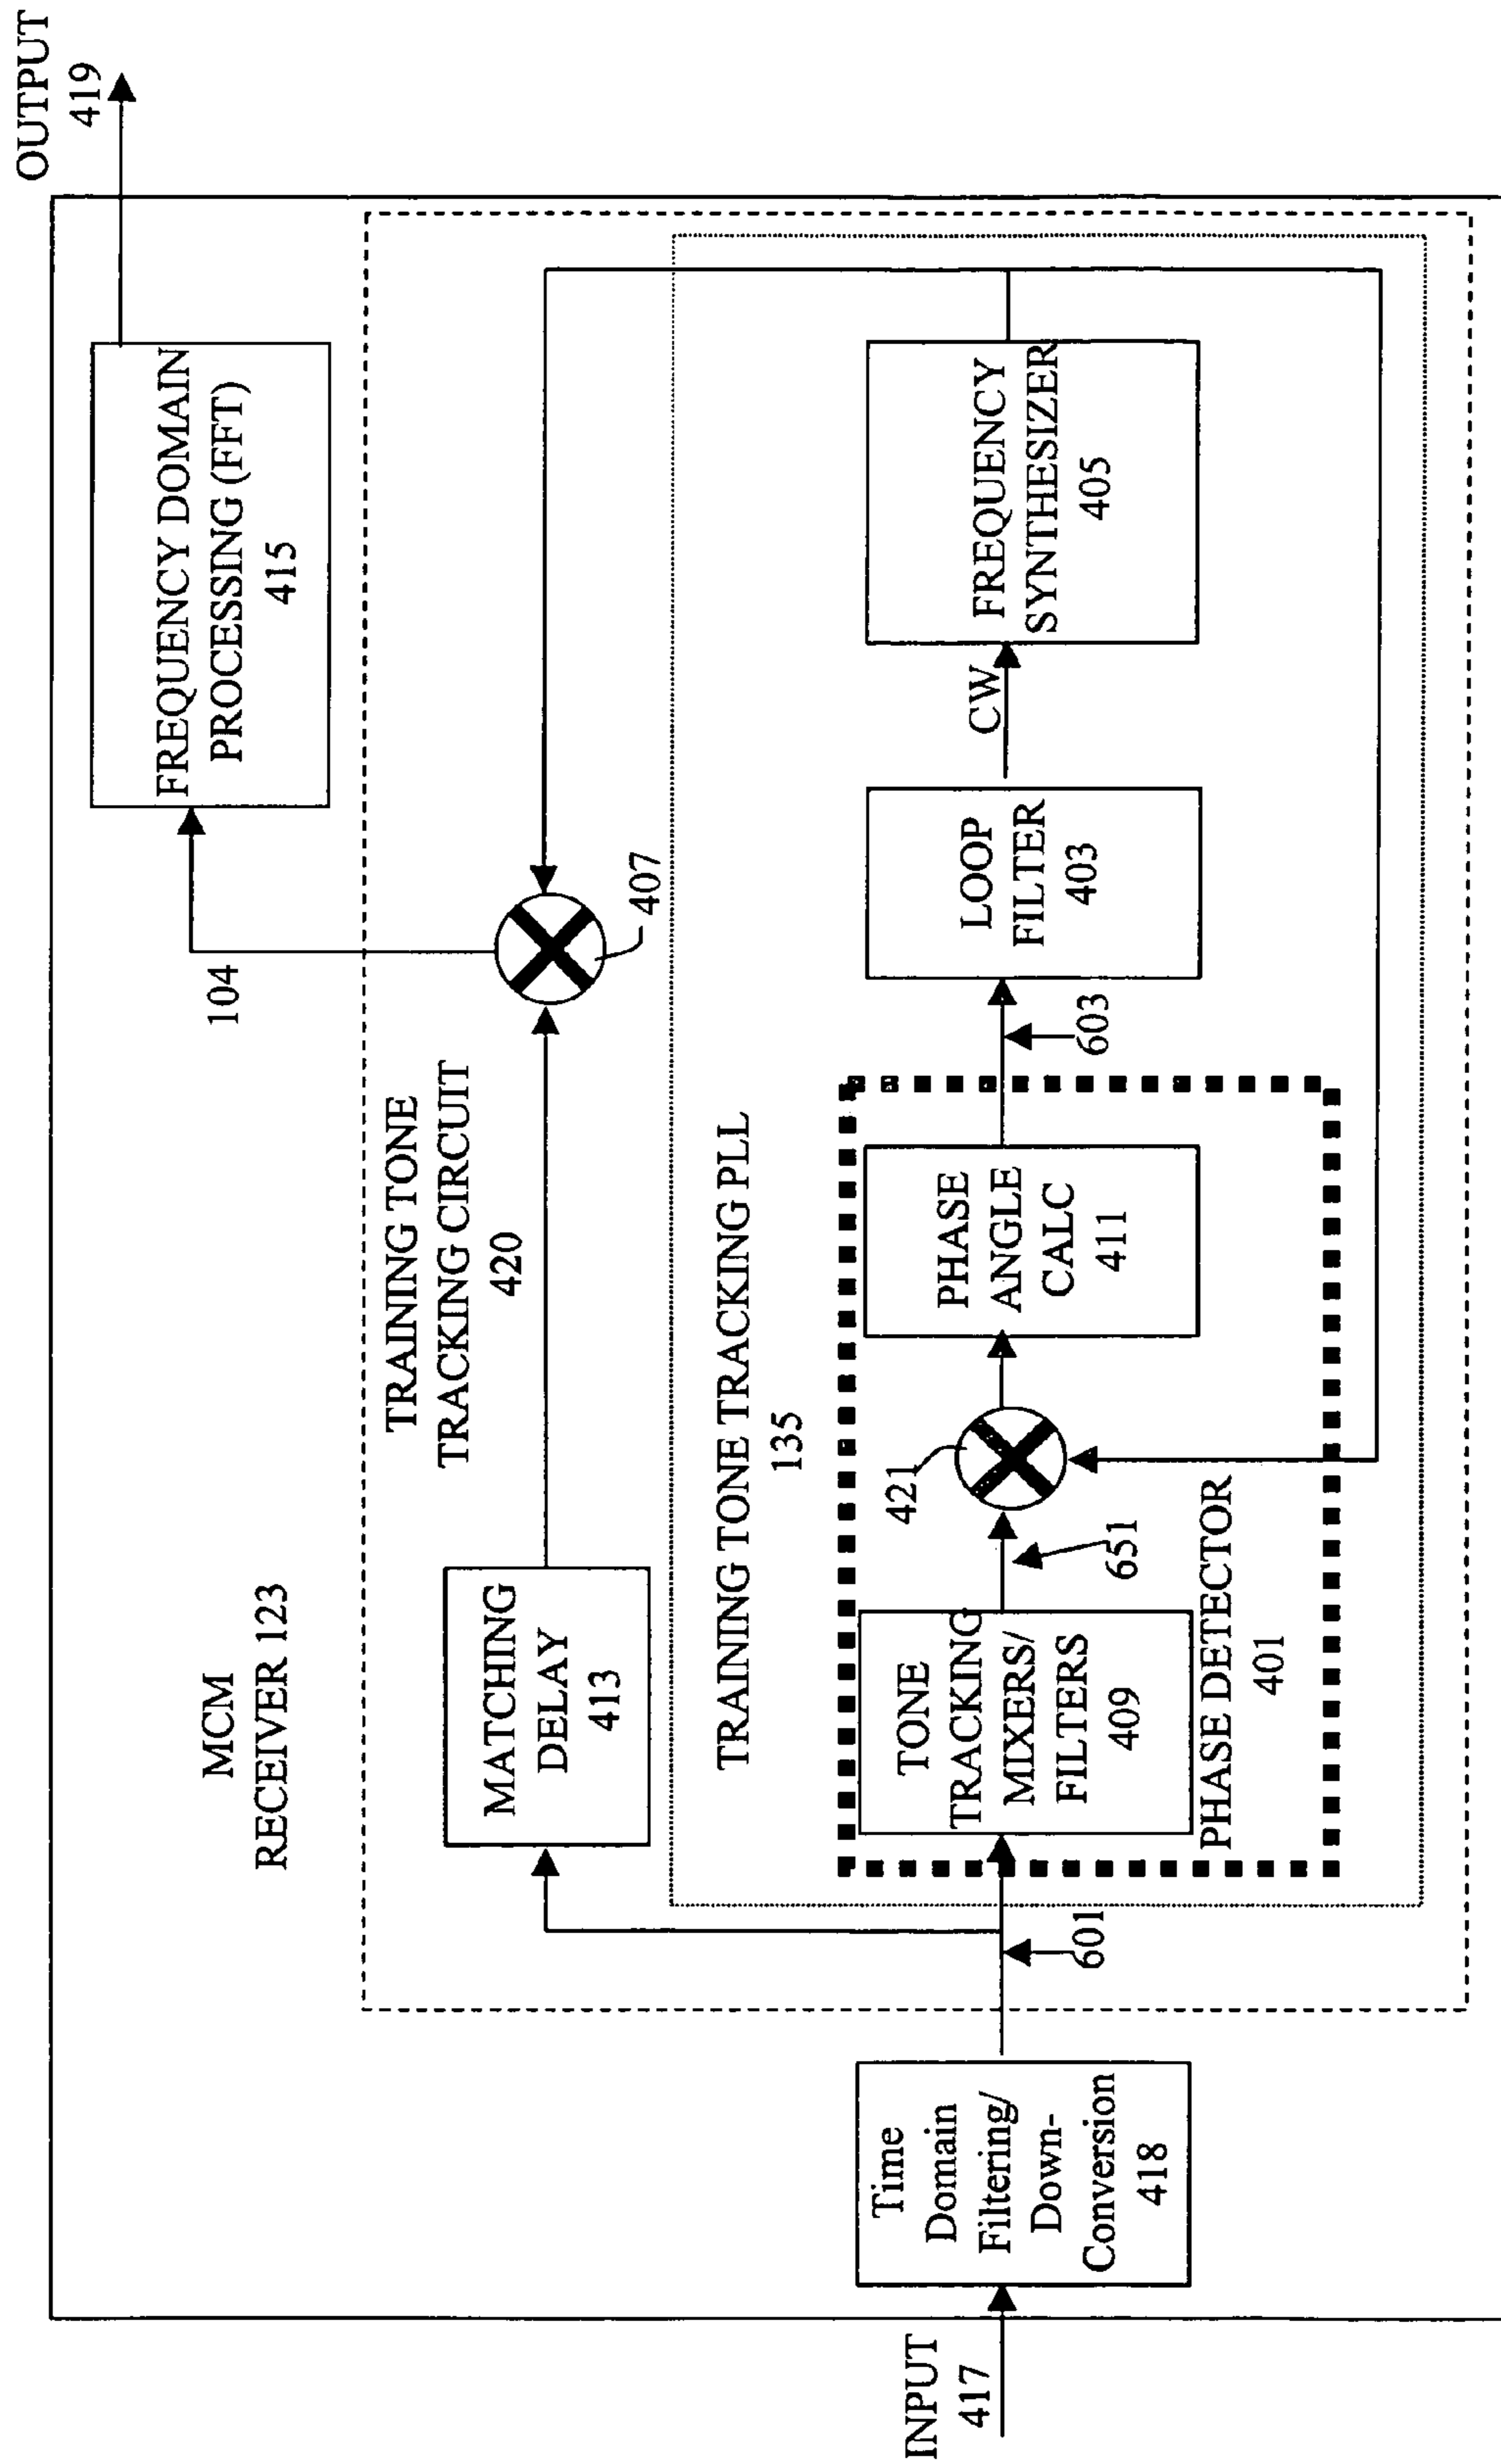 OUTPUT
419
MCM
RECEIVER 123
FREQUENCY DOMAIN
PROCESSING (FFT)
415
104
TRAINING TONE
TRACKING CIRCUIT
420
407
MATCHING
DELAY
413
TRAINING TONE TRACKING PLL
135
INPUT
417
Time
Domain
Filtering/
Down-
Conversion
418
601
TONE
TRACKING
MIXERS/
FILTERS
409
651
421
PHASE
ANGLE
CALC
411
PHASE DETECTOR
401
603
LOOP
FILTER
403
CW
FREQUENCY
SYNTHESIZER
405